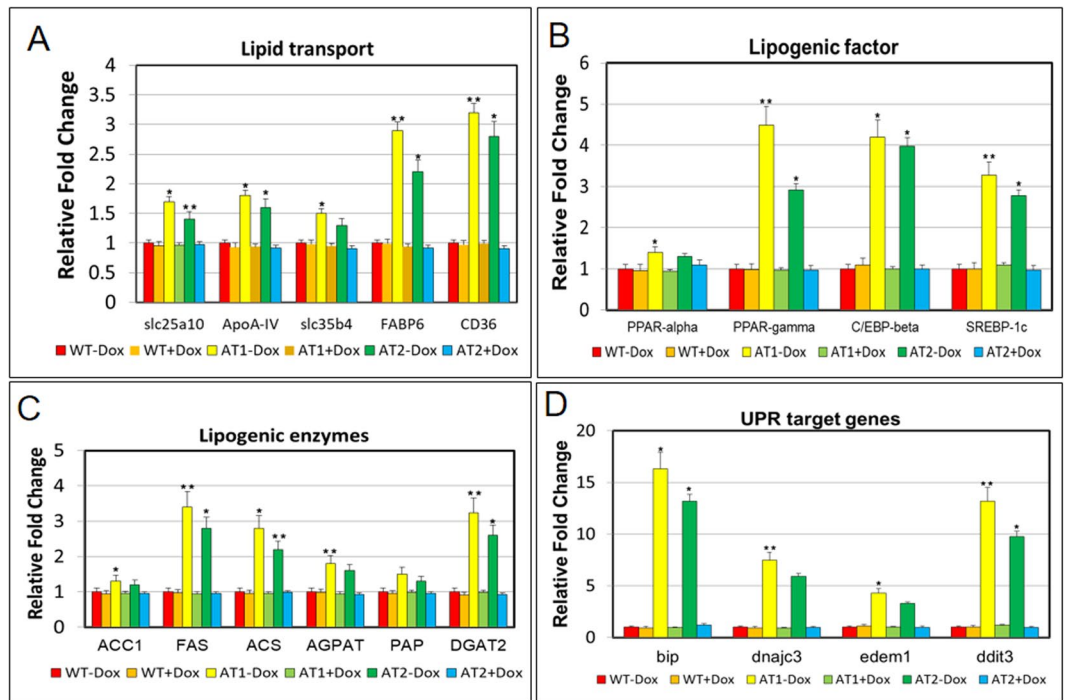 A
Lipid transport
Relative Fold Change
4
3.5
3
2.5
2
1.5
1
0.5
0
* ** * * * ** * ** *
slc25a10 ApoA-IV slc35b4 FABP6 CD36
WT-Dox WT+Dox AT1-Dox AT1+Dox AT2-Dox AT2+Dox
B
Lipogenic factor
Relative Fold Change
6
5
4
3
2
1
0
* ** * * * ** *
PPAR-alpha PPAR-gamma C/EBP-beta SREBP-1c
WT-Dox WT+Dox AT1-Dox AT1+Dox AT2-Dox AT2+Dox
C
Lipogenic enzymes
Relative Fold Change
5
4
3
2
1
0
* ** * * ** ** ** *
ACC1 FAS ACS AGPAT PAP DGAT2
WT-Dox WT+Dox AT1-Dox AT1+Dox AT2-Dox AT2+Dox
D
UPR target genes
Relative Fold Change
20
15
10
5
0
* * ** * ** *
bip dnajc3 edem1 ddit3
WT-Dox WT+Dox AT1-Dox AT1+Dox AT2-Dox AT2+Dox